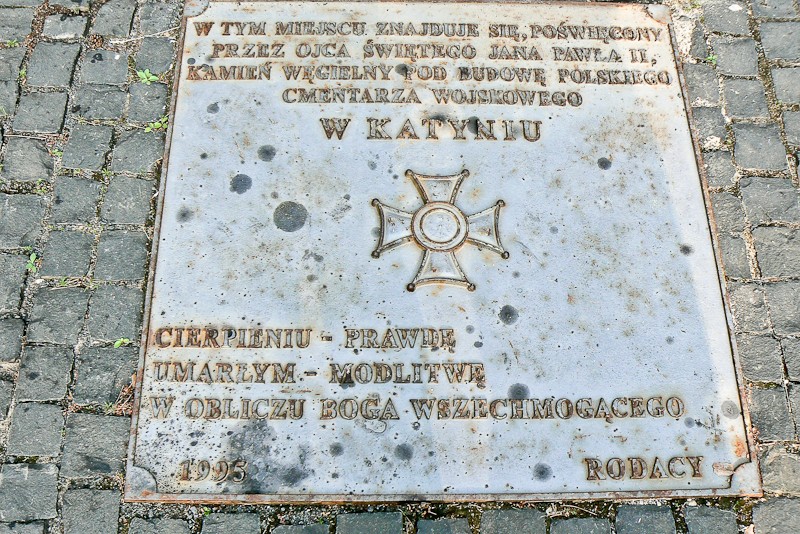 W TYM MIEJSCU ZNAJDUJE SIĘ, POŚWIĘCONY
PRZEZ OJCA ŚWIĘTEGO JANA PAWŁA II,
KAMIEŃ WĘGIELNY POD BUDOWĘ POLSKIEGO
CMENTARZA WOJSKOWEGO
W KATYNIU
CIERPIENIU - PRAWDĘ
UMARŁYM - MODLITWĘ
W OBLICZU BOGA WSZECHMOGĄCEGO
1995 RODACY